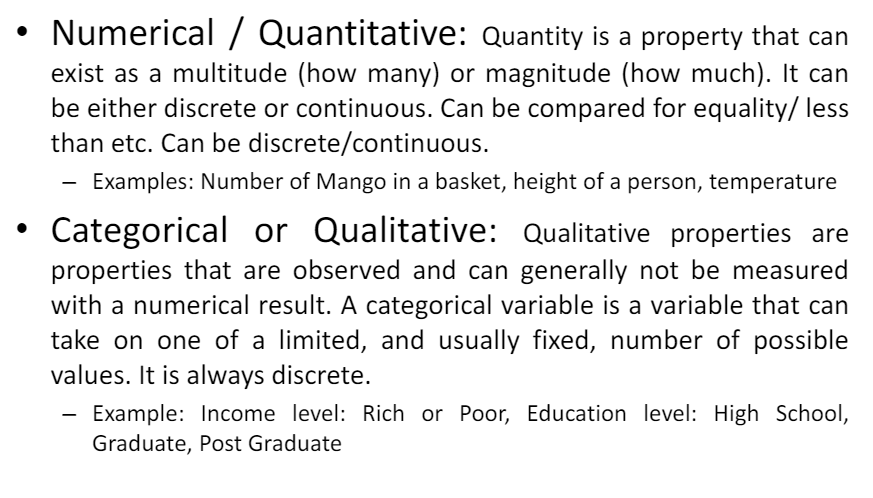 • Numerical / Quantitative: Quantity is a property that can
exist as a multitude (how many) or magnitude (how much). It can
be either discrete or continuous. Can be compared for equality/ less
than etc. Can be discrete/continuous.
– Examples: Number of Mango in a basket, height of a person, temperature
• Categorical or Qualitative: Qualitative properties are
properties that are observed and can generally not be measured
with a numerical result. A categorical variable is a variable that can
take on one of a limited, and usually fixed, number of possible
values. It is always discrete.
– Example: Income level: Rich or Poor, Education level: High School,
Graduate, Post Graduate